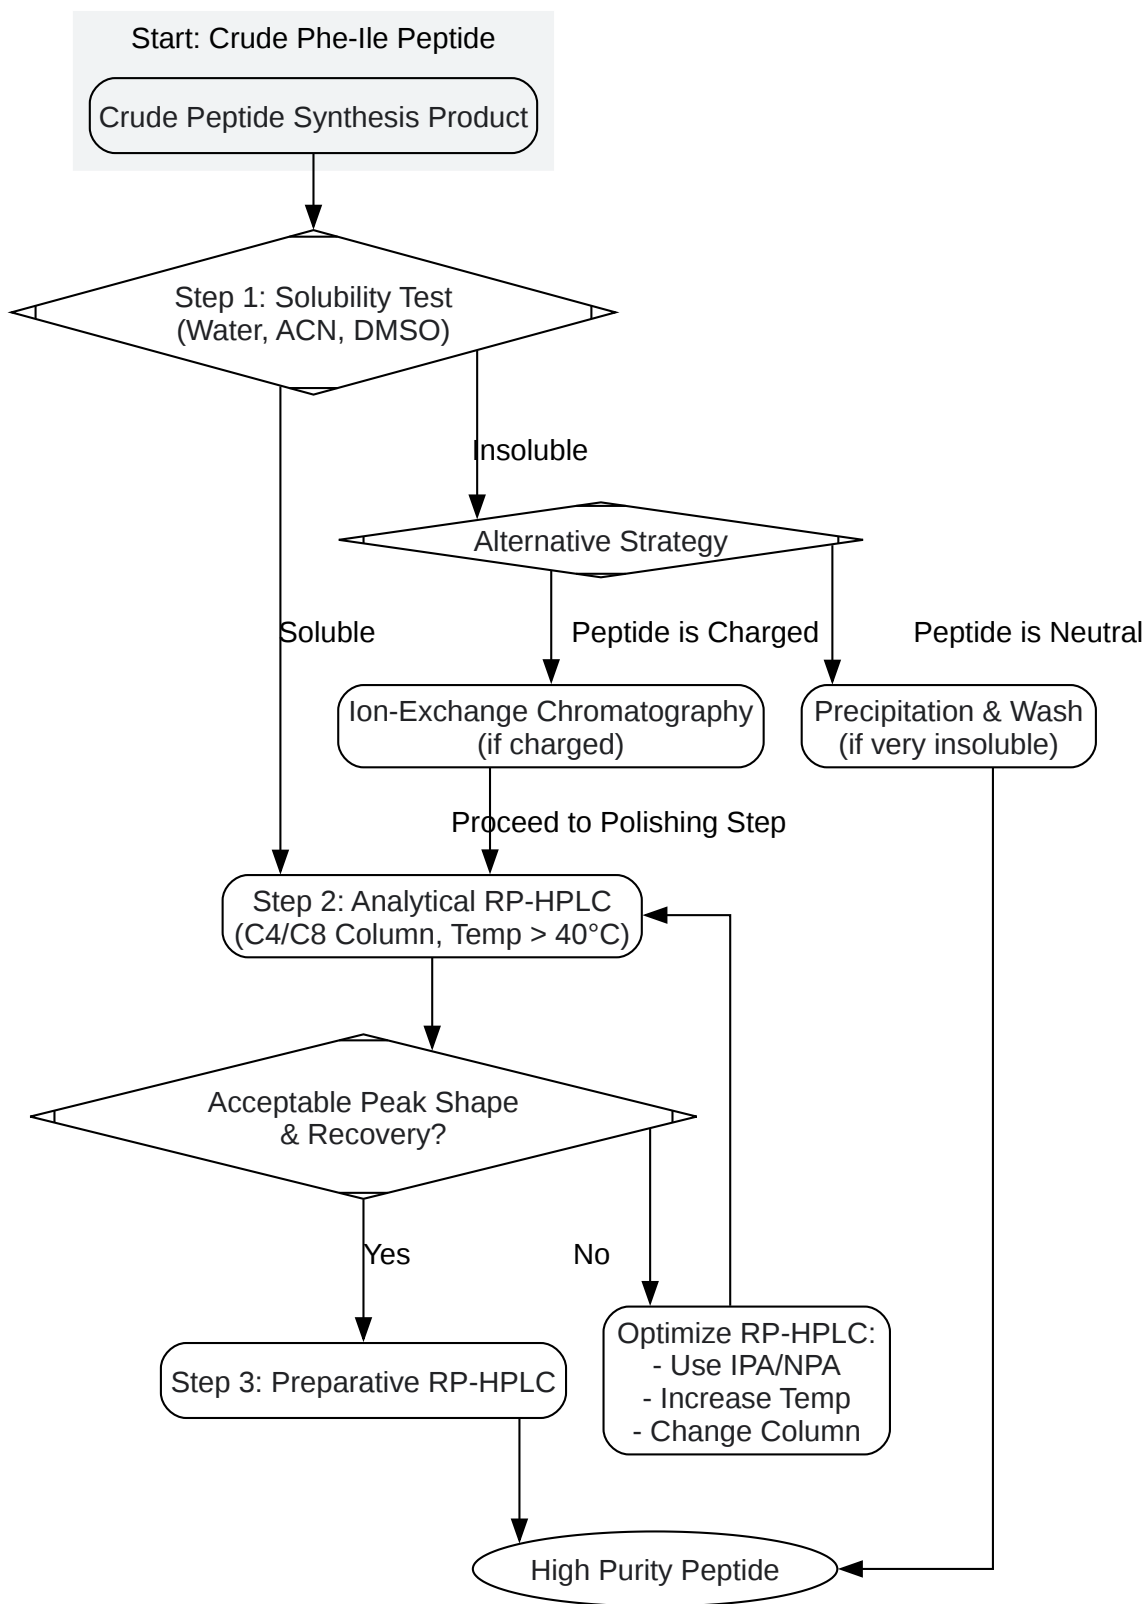 Start: Crude Phe-Ile Peptide
Crude Peptide Synthesis Product
Step 1: Solubility Test
(Water, ACN, DMSO)
Insoluble
Alternative Strategy
Soluble
Peptide is Charged
Peptide is Neutral
Ion-Exchange Chromatography
(if charged)
Precipitation & Wash
(if very insoluble)
Proceed to Polishing Step
Step 2: Analytical RP-HPLC
(C4/C8 Column, Temp > 40°C)
Acceptable Peak Shape
& Recovery?
Yes
No
Optimize RP-HPLC:
- Use IPA/NPA
- Increase Temp
- Change Column
Step 3: Preparative RP-HPLC
High Purity Peptide